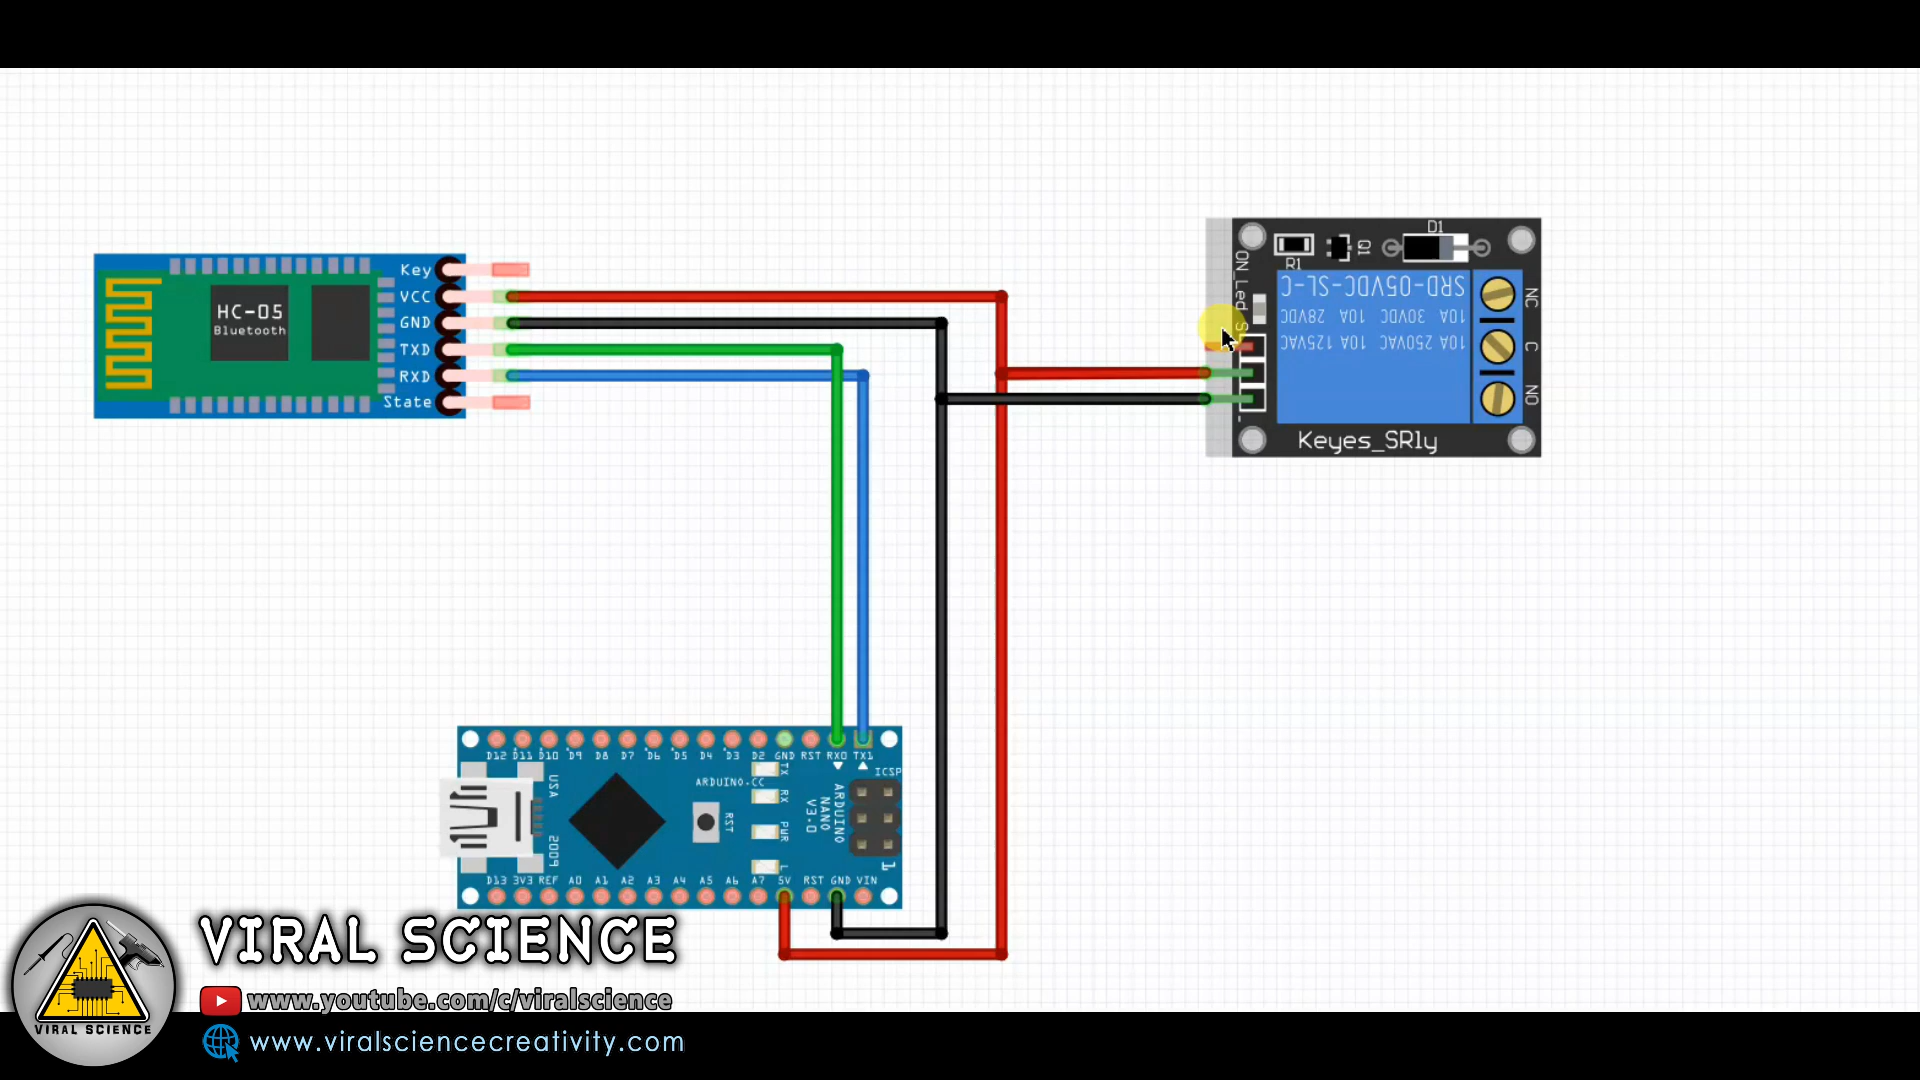 Key
VCC
GND
TXD
RXD
State
HC-05
Bluetooth
D1
Q1
R1
ON_Led
SRD-05VDC-SL-C
10A 30VDC 10A 28VDC
10A 250VAC 10A 125VAC
NC
C
NO
-
Keyes_SRly
D12 D11 D10 D9 D8 D7 D6 D5 D4 D3 D2 GND RST RX0 TX1
TX
RX
PWR
L
ARDUINO.CC
RST
ARDUINO
NANO
V3.0
ICSP
1
USA
2009
D13 3V3 REF A0 A1 A2 A3 A4 A5 A6 A7 5V RST GND VIN
VIRAL SCIENCE
VIRAL SCIENCE
www.youtube.com/c/viralscience
www.viralsciencecreativity.com